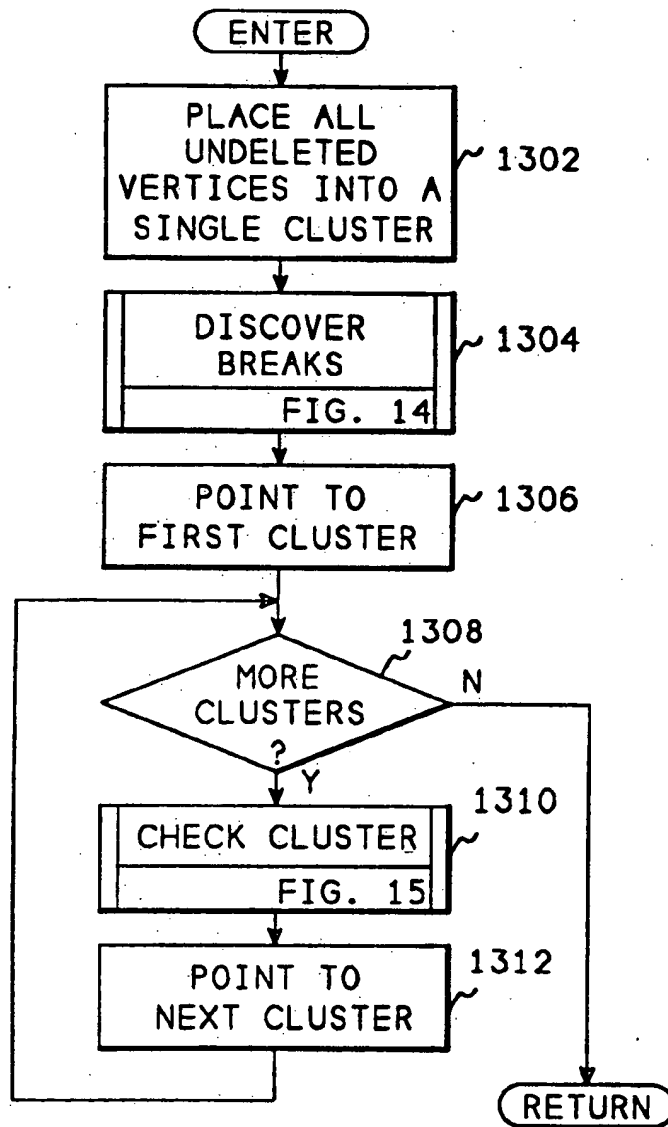 ENTER
PLACE ALL
UNDELETED
VERTICES INTO A
SINGLE CLUSTER
1302
DISCOVER
BREAKS
FIG. 14
1304
POINT TO
FIRST CLUSTER
1306
1308
MORE
CLUSTERS
?
N
Y
CHECK CLUSTER
FIG. 15
1310
POINT TO
NEXT CLUSTER
1312
RETURN